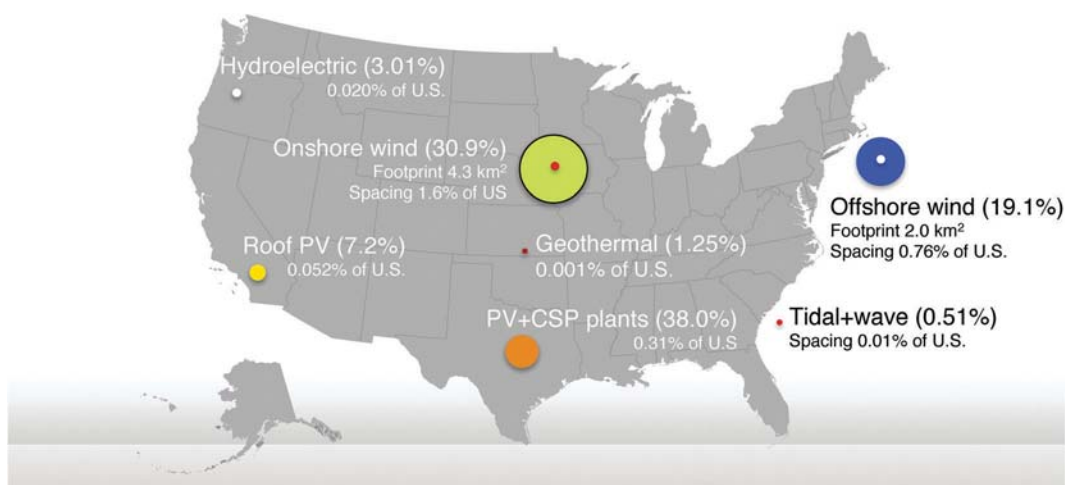 Hydroelectric (3.01%)
0.020% of U.S.
Onshore wind (30.9%)
Footprint 4.3 km²
Spacing 1.6% of US
Offshore wind (19.1%)
Footprint 2.0 km²
Spacing 0.76% of U.S.
Roof PV (7.2%)
0.052% of U.S.
Geothermal (1.25%)
0.001% of U.S.
PV+CSP plants (38.0%)
0.31% of U.S
Tidal+wave (0.51%)
Spacing 0.01% of U.S.